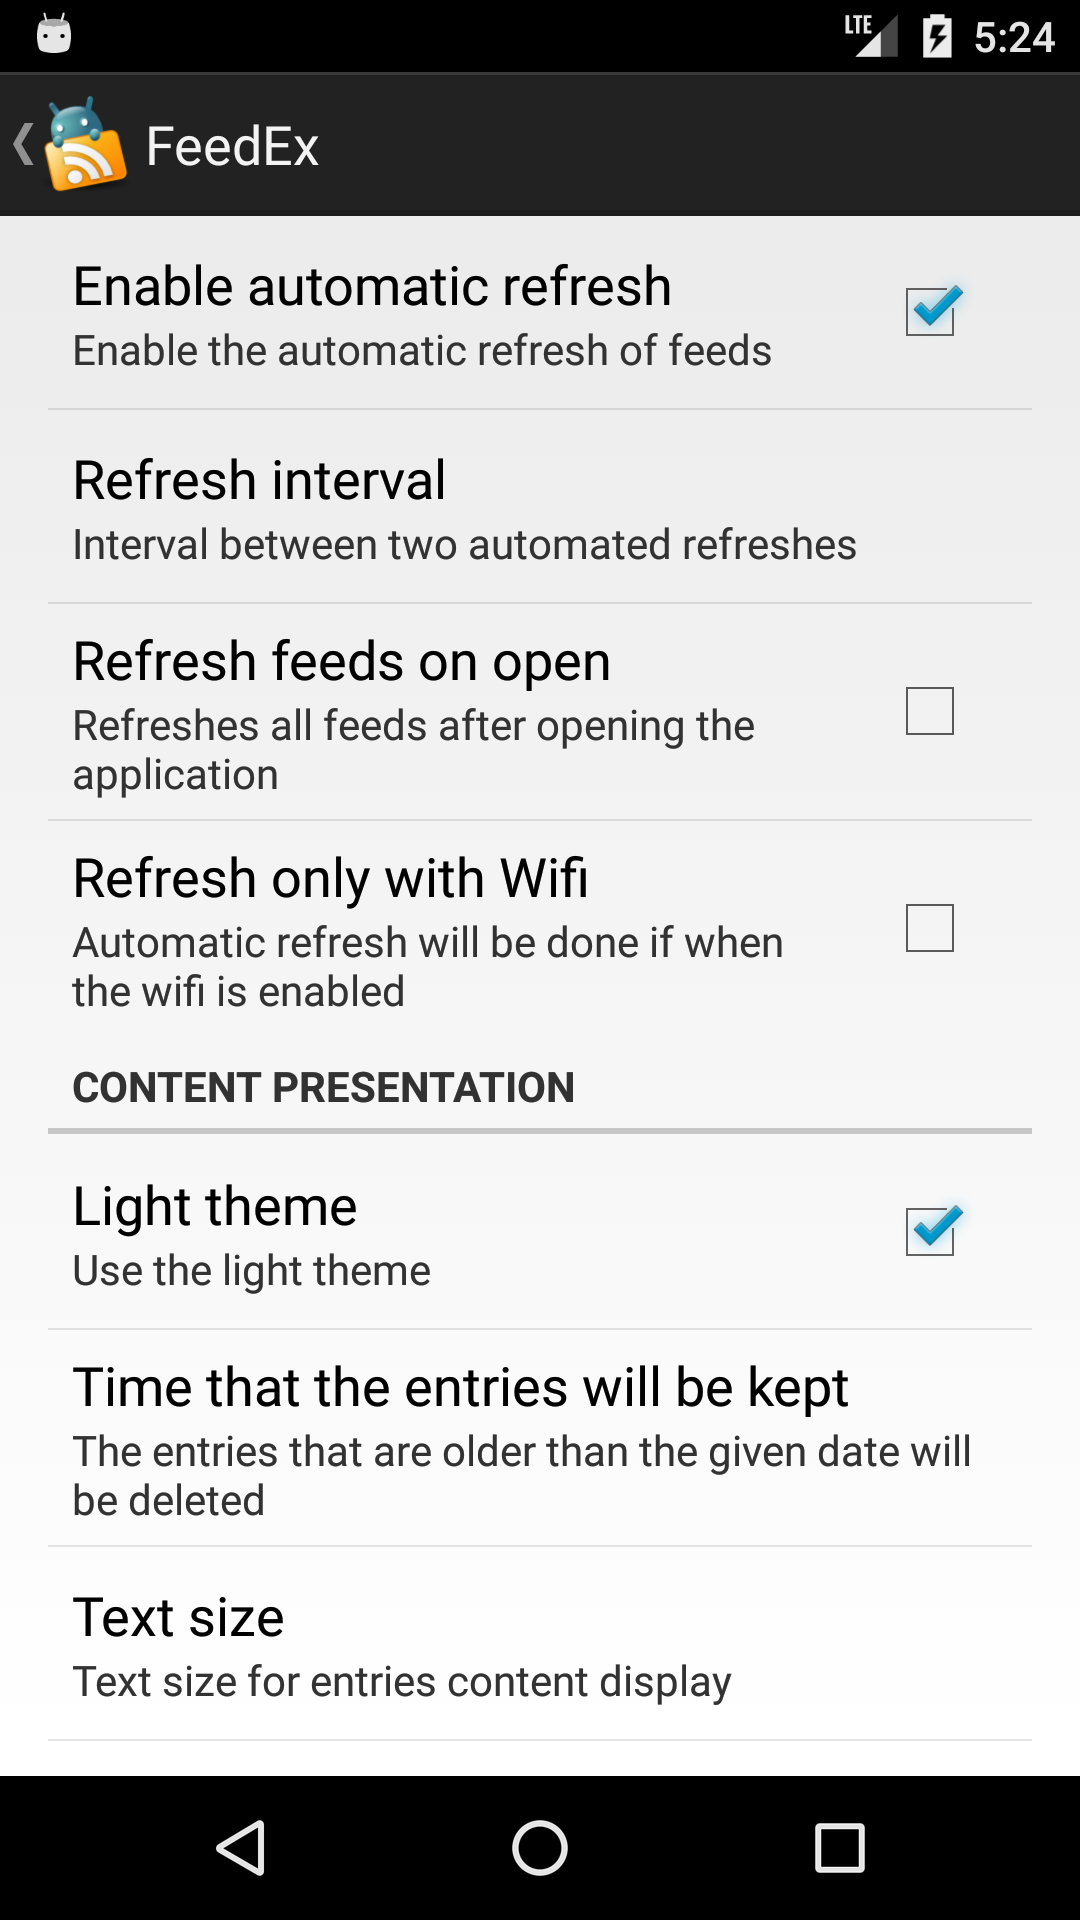 LTE 5:24
FeedEx
Enable automatic refresh
Enable the automatic refresh of feeds
Refresh interval
Interval between two automated refreshes
Refresh feeds on open
Refreshes all feeds after opening the
application
Refresh only with Wifi
Automatic refresh will be done if when
the wifi is enabled
CONTENT PRESENTATION
Light theme
Use the light theme
Time that the entries will be kept
The entries that are older than the given date will
be deleted
Text size
Text size for entries content display